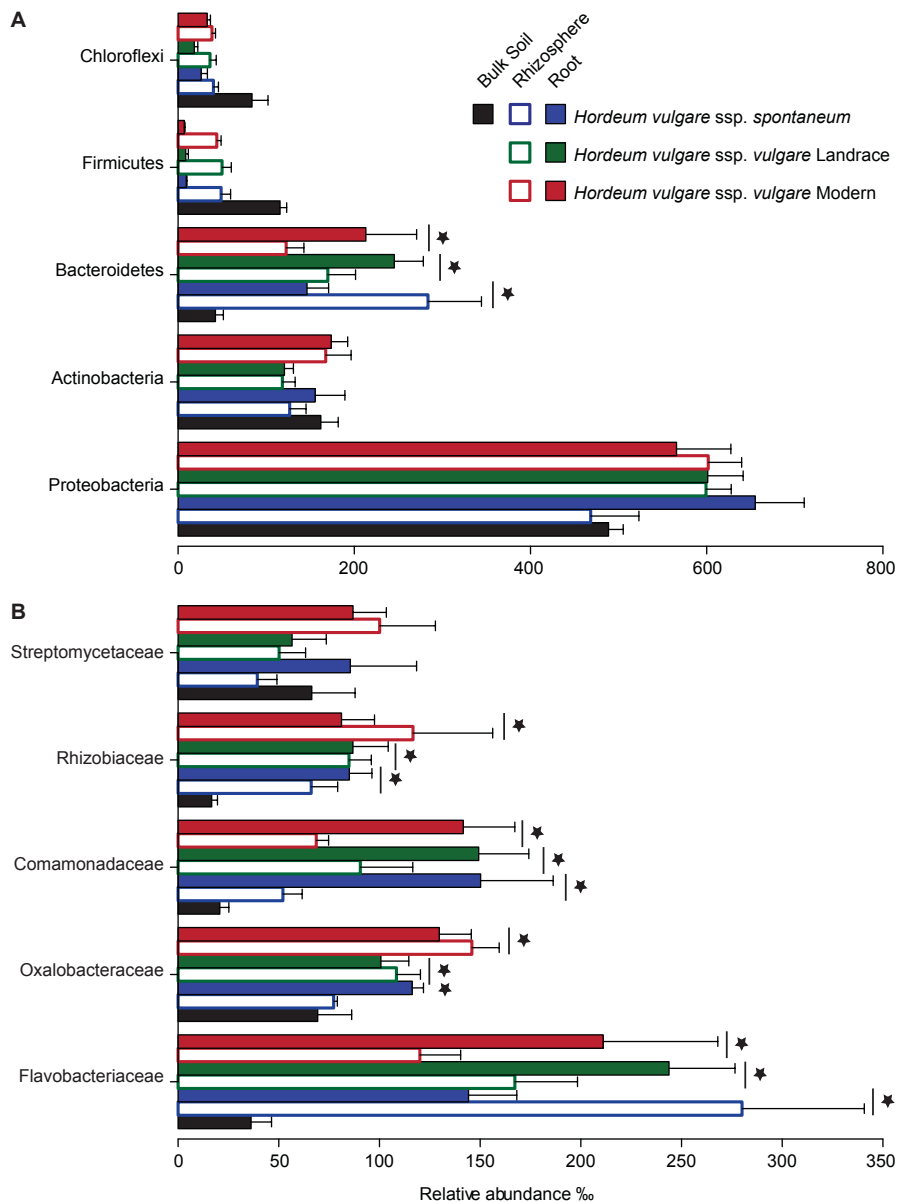 A
Bulk Soil
Rhizosphere
Root
Hordeum vulgare ssp. spontaneum
Hordeum vulgare ssp. vulgare Landrace
Hordeum vulgare ssp. vulgare Modern
Chloroflexi
Firmicutes
Bacteroidetes
Actinobacteria
Proteobacteria
0 200 400 600 800
B
Streptomycetaceae
Rhizobiaceae
Comamonadaceae
Oxalobacteraceae
Flavobacteriaceae
0 50 100 150 200 250 300 350
Relative abundance ‰